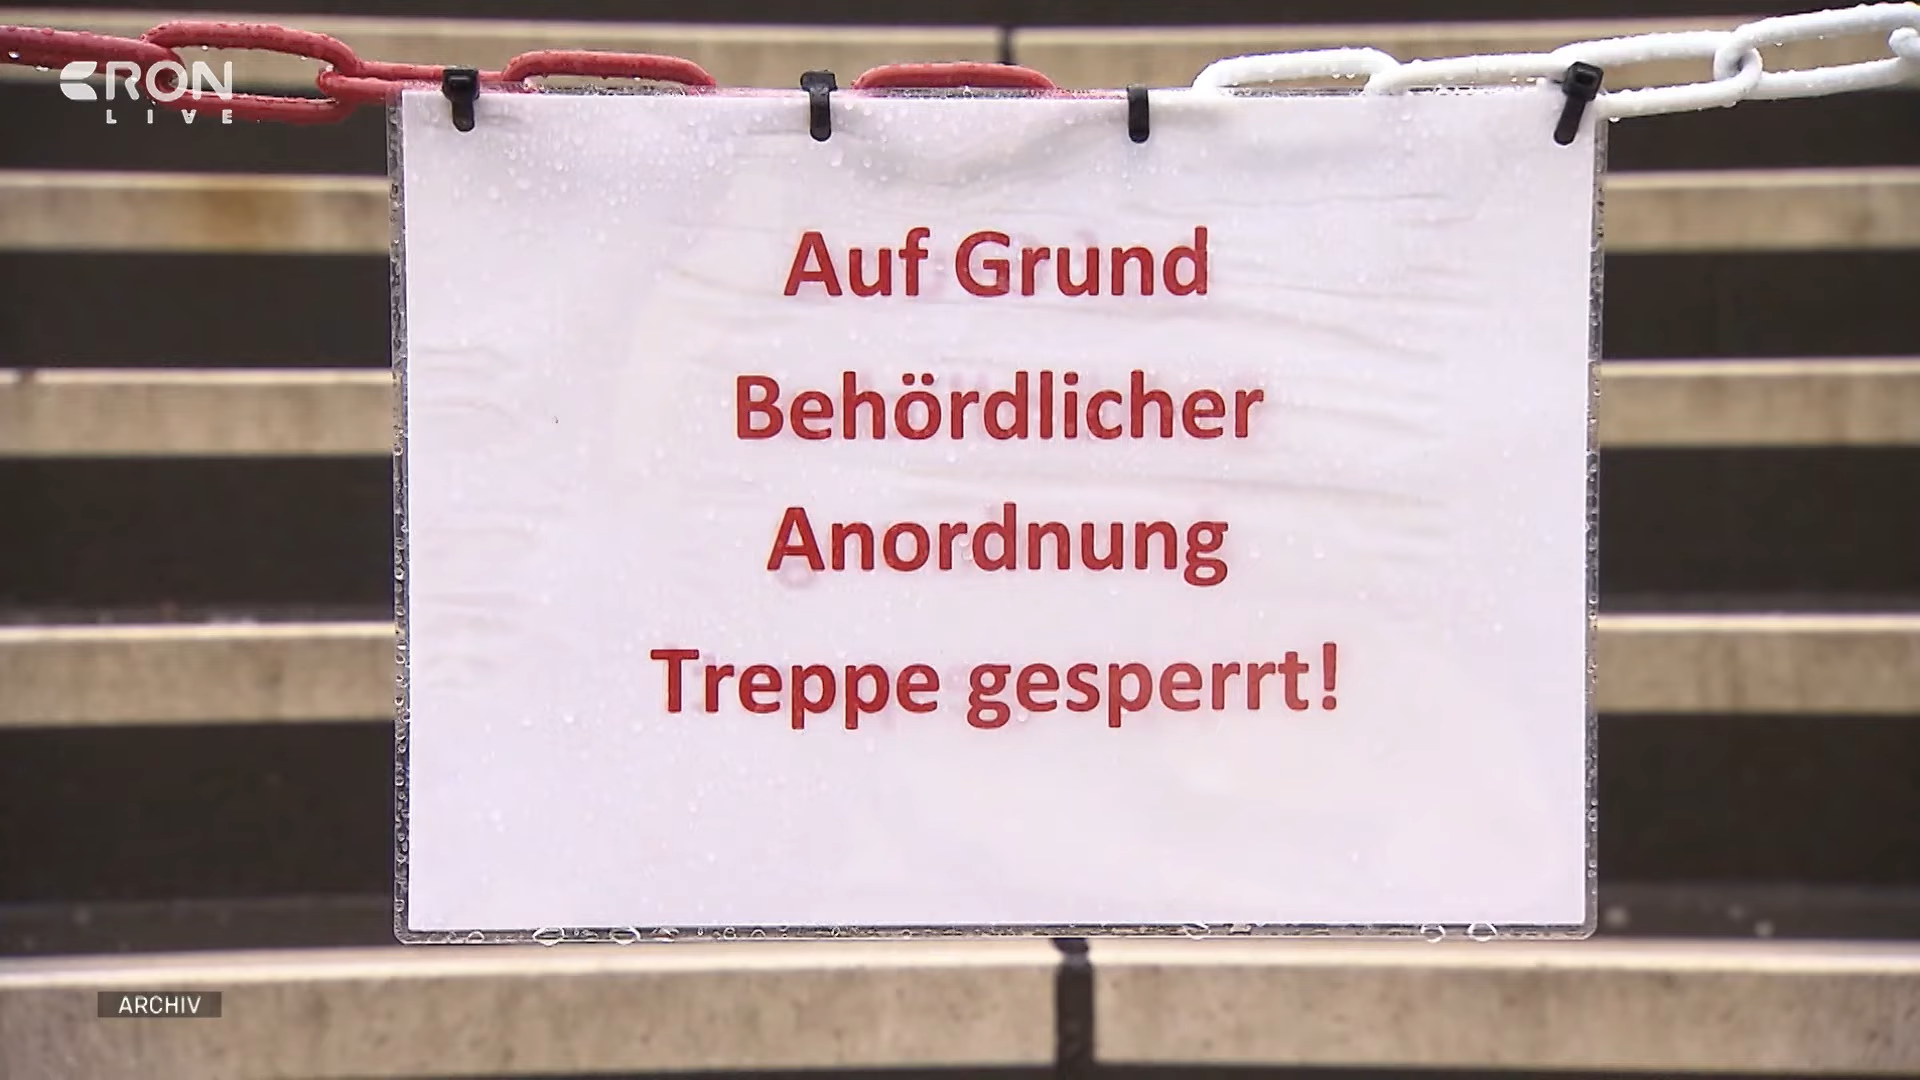 RON
LIVE
Auf Grund
Behördlicher
Anordnung
Treppe gesperrt!
ARCHIV